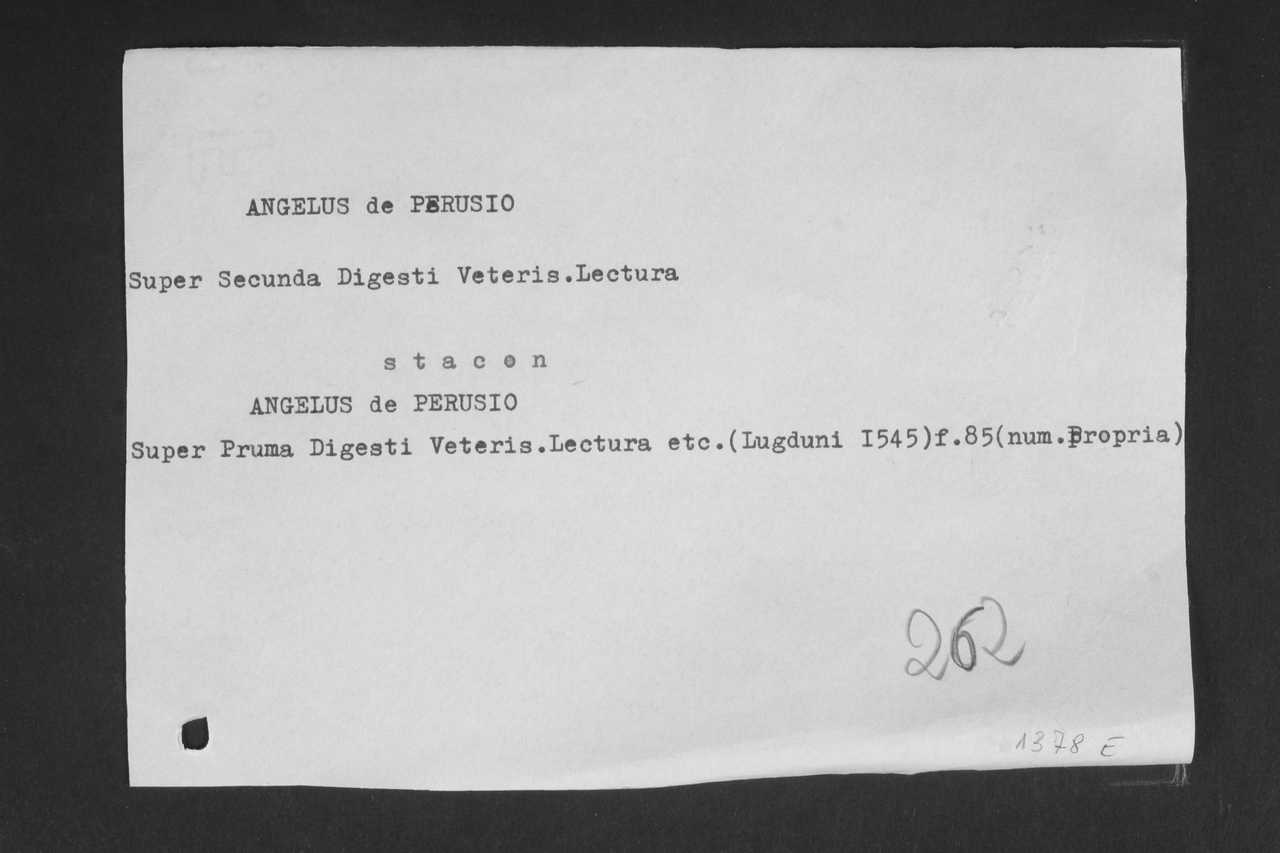 ANGELUS de PERUSIO
Super Secunda Digesti Veteris.Lectura
s t a c o n
ANGELUS de PERUSIO
Super Pruma Digesti Veteris.Lectura etc.(Lugduni I545)f.85(num.Propria)
262
1378 E